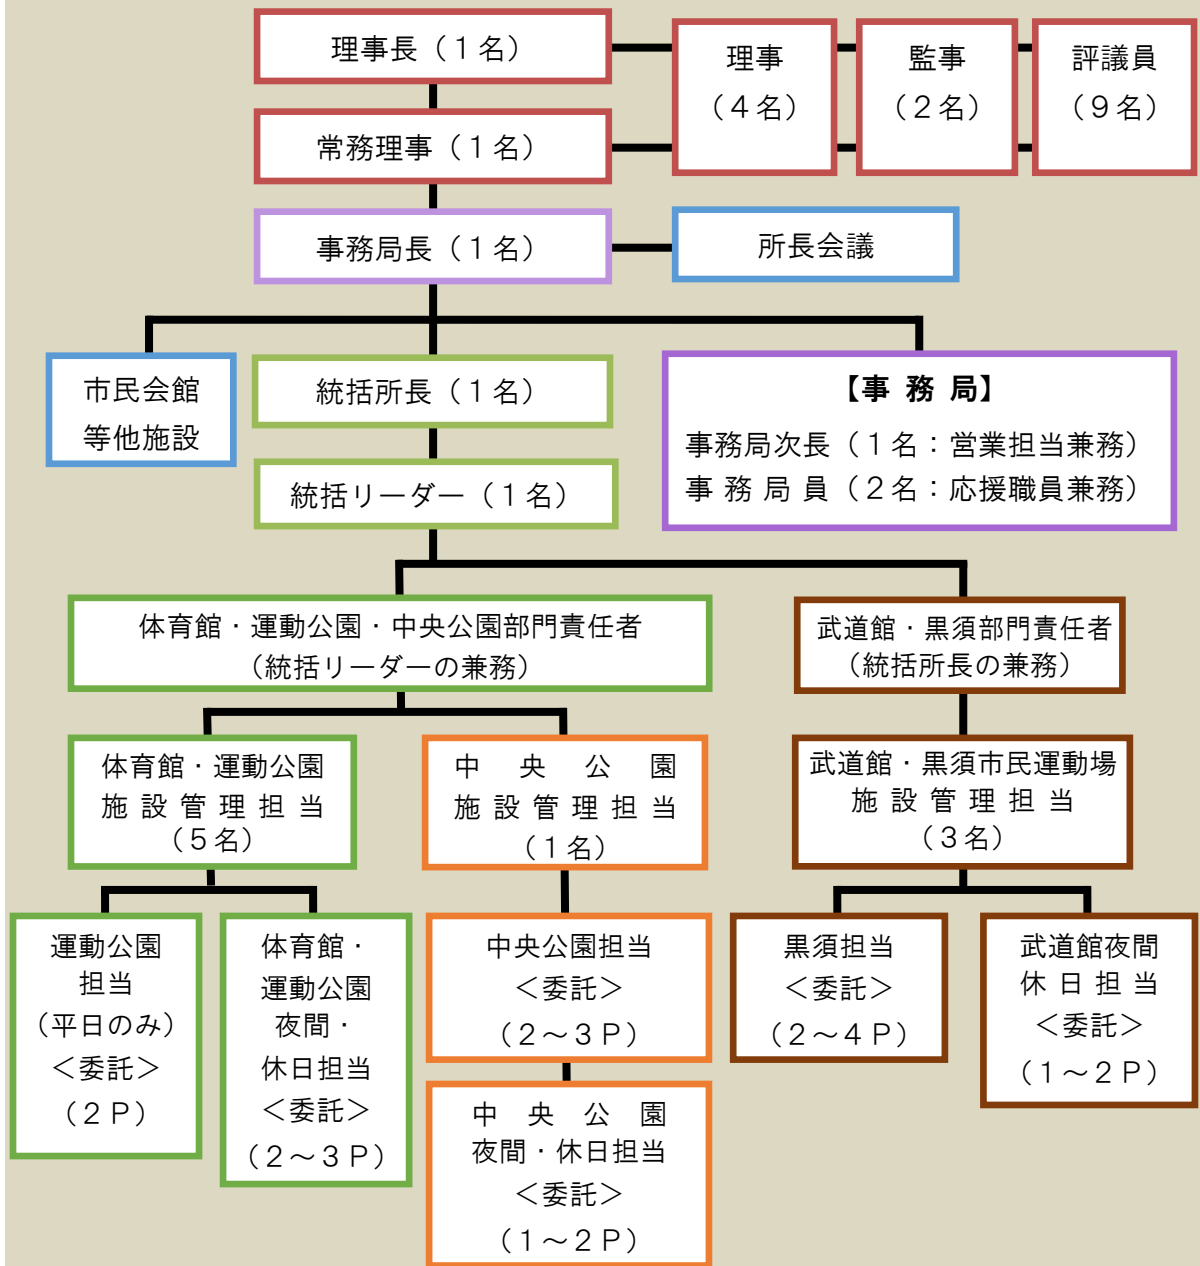 理事長（１名）
理事
（４名）
監事
（２名）
評議員
（９名）
常務理事（１名）
事務局長（１名）
所長会議
市民会館
等他施設
統括所長（１名）
【事 務 局】
事務局次長（１名：営業担当兼務）
事 務 局 員（２名：応援職員兼務）
統括リーダー（１名）
体育館・運動公園・中央公園部門責任者
（統括リーダーの兼務）
武道館・黒須部門責任者
（統括所長の兼務）
体育館・運動公園
施 設 管 理 担 当
（５名）
中 央 公 園
施 設 管 理 担 当
（１名）
武道館・黒須市民運動場
施 設 管 理 担 当
（３名）
運動公園
担当
（平日のみ）
＜委託＞
（２Ｐ）
体育館・
運動公園
夜間・
休日担当
＜委託＞
（２～３Ｐ）
中央公園担当
＜委託＞
（２～３Ｐ）
中 央 公 園
夜間・休日担当
＜委託＞
（１～２Ｐ）
黒須担当
＜委託＞
（２～４Ｐ）
武道館夜間
休 日 担 当
＜委託＞
（１～２Ｐ）